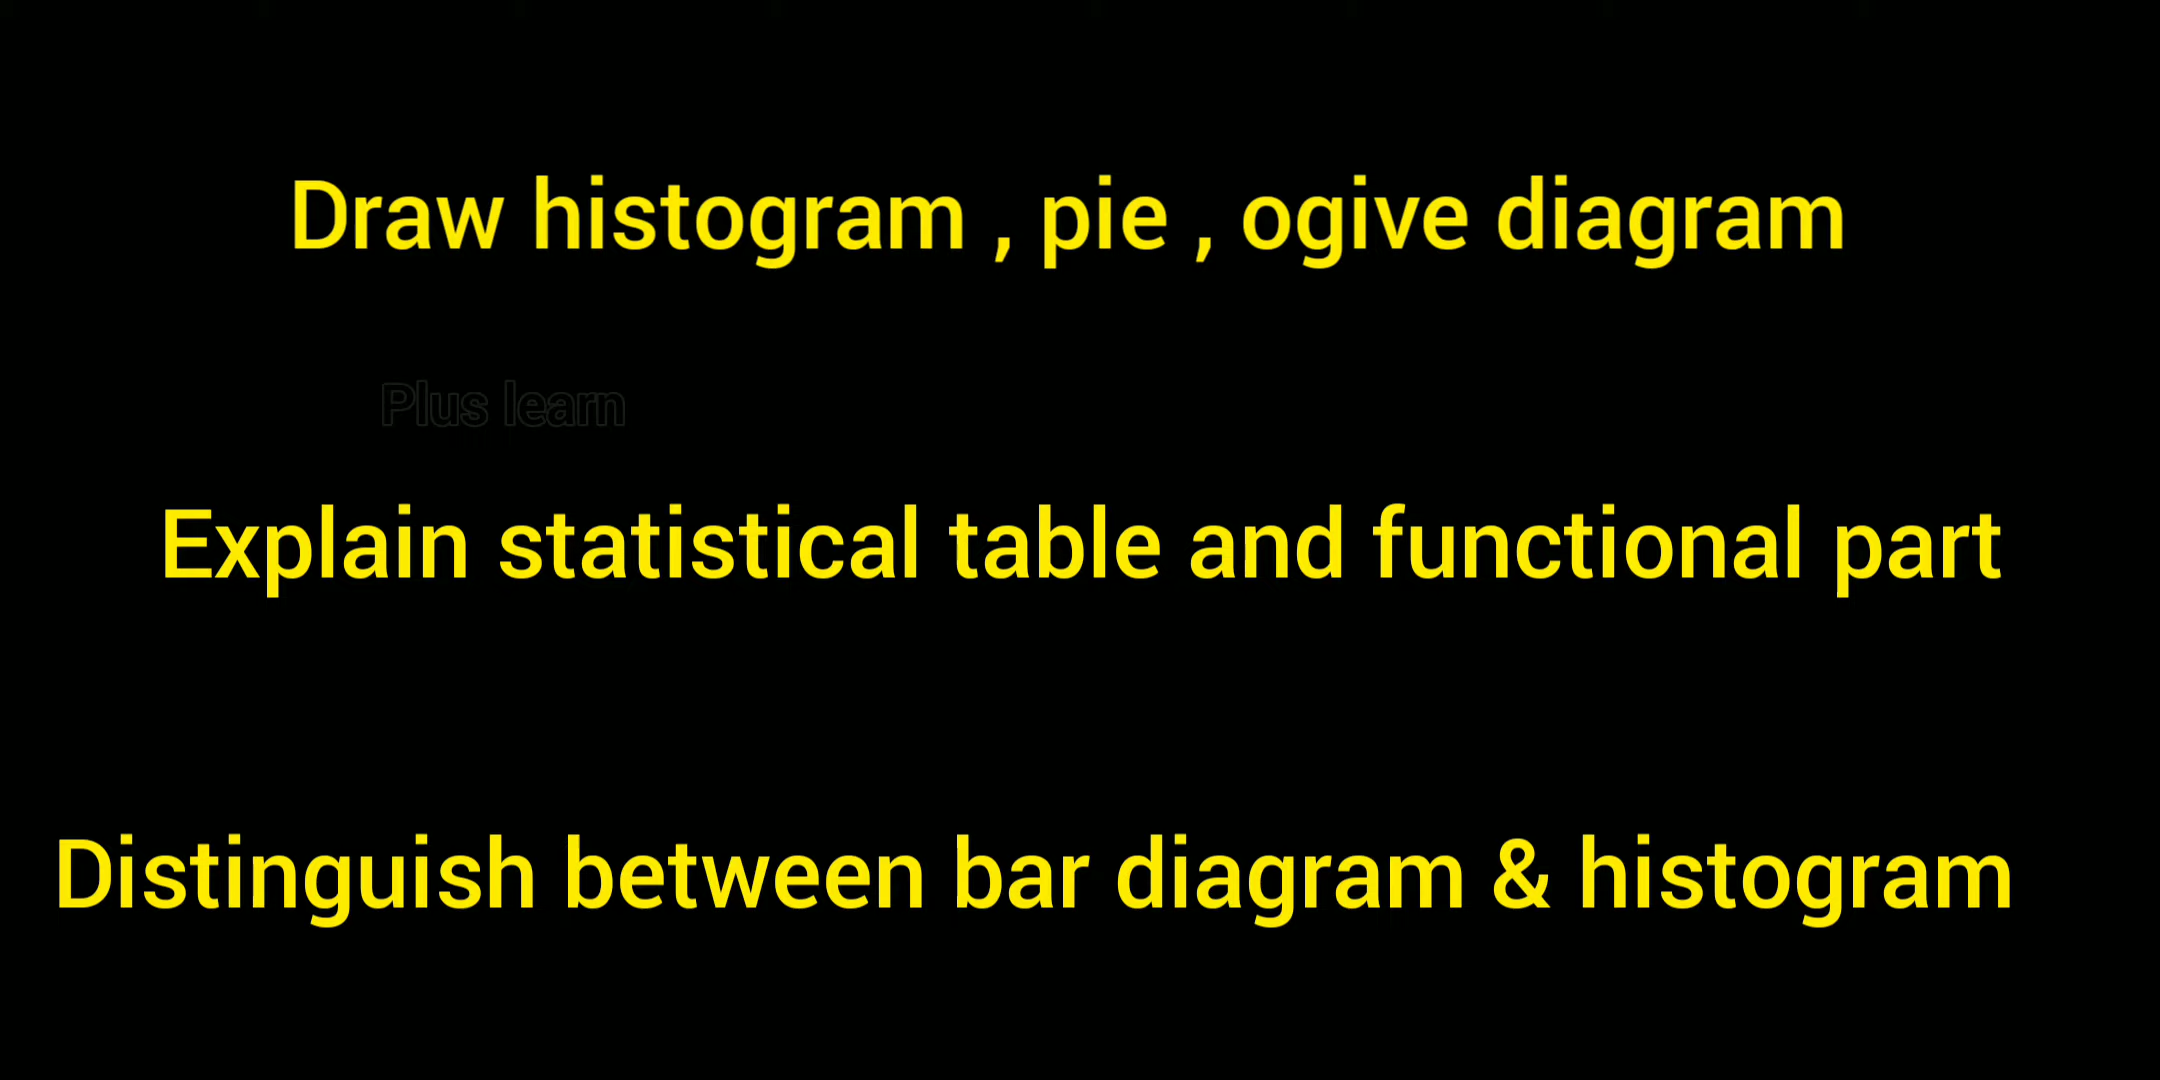 Draw histogram , pie , ogive diagram
Plus learn
Explain statistical table and functional part
Distinguish between bar diagram & histogram